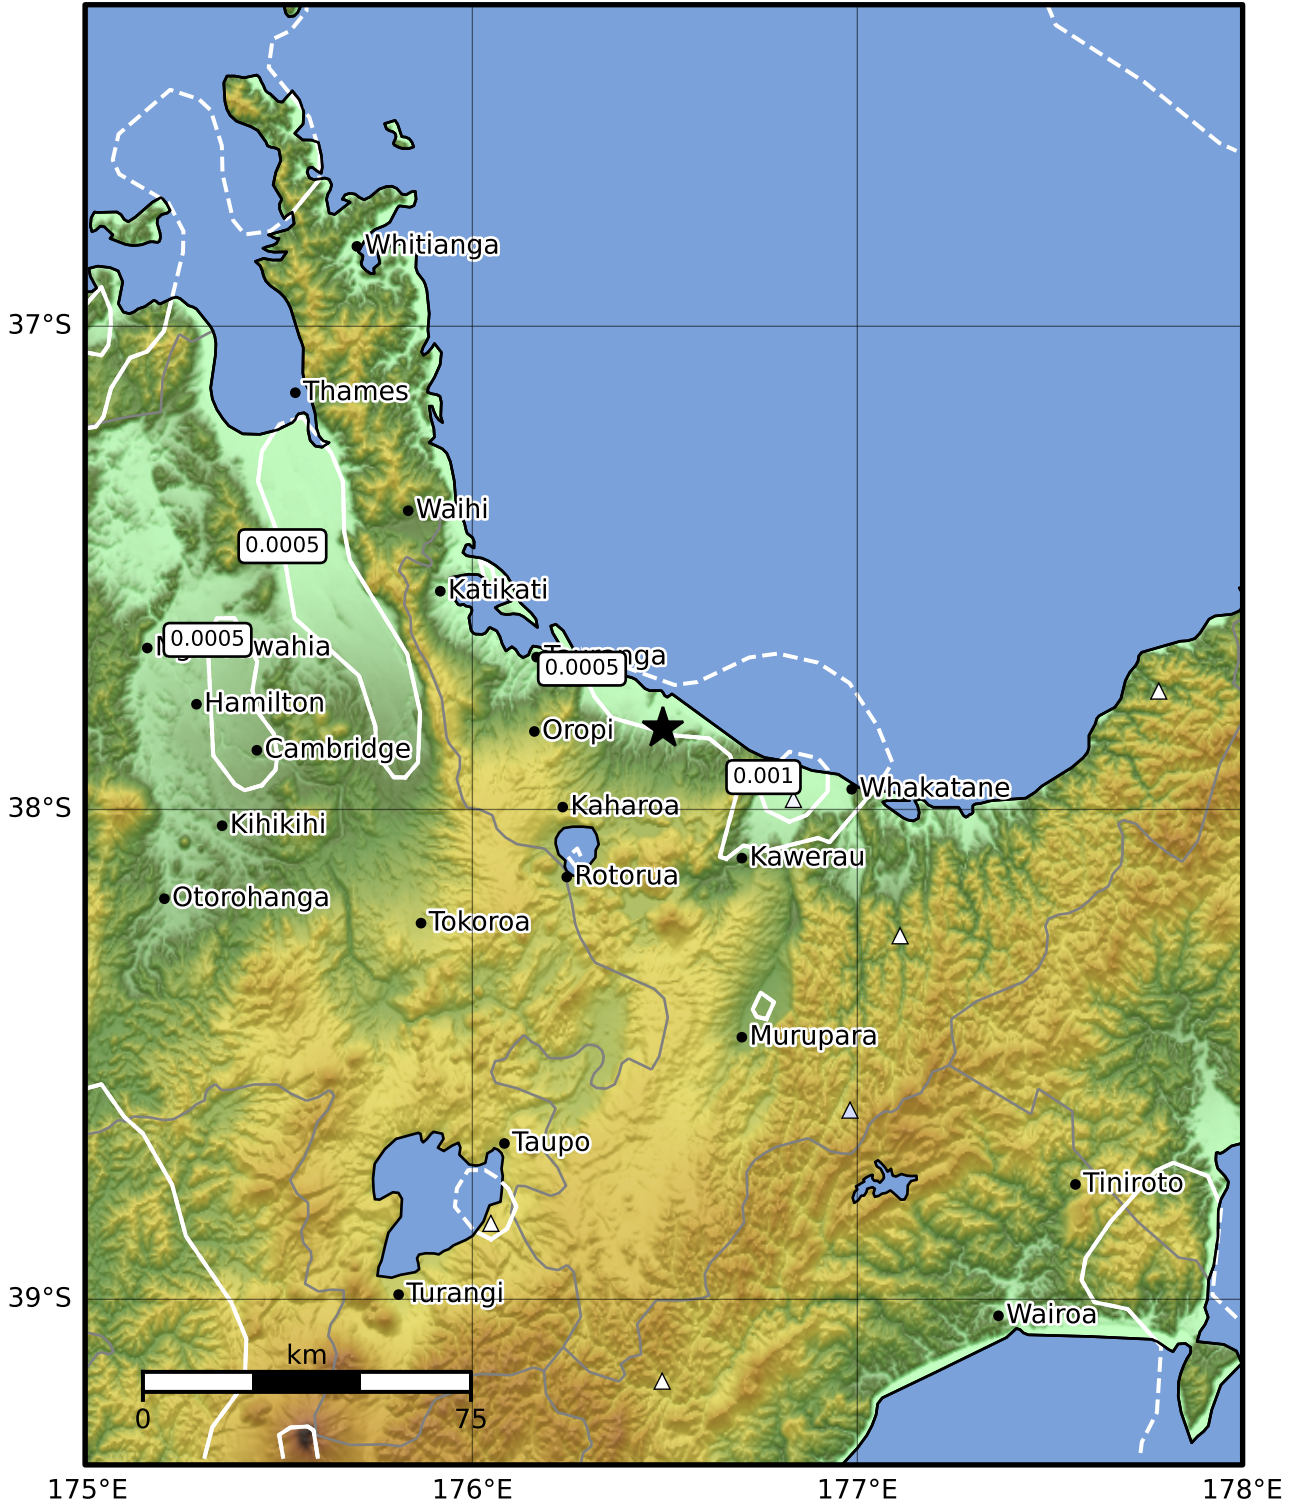 Whitianga
37°S
Thames
Waihi
0.0005
Katikati
0.0005
wahia
0.0005
Hamilton
Oropi
Cambridge
0.001
Whakatane
38°S
Kaharoa
Kihikihi
Kawerau
Rotorua
Otorohanga
Tokoroa
Murupara
Taupo
Tiniroto
39°S
Turangi
Wairoa
km
0 75
175°E 176°E 177°E 178°E